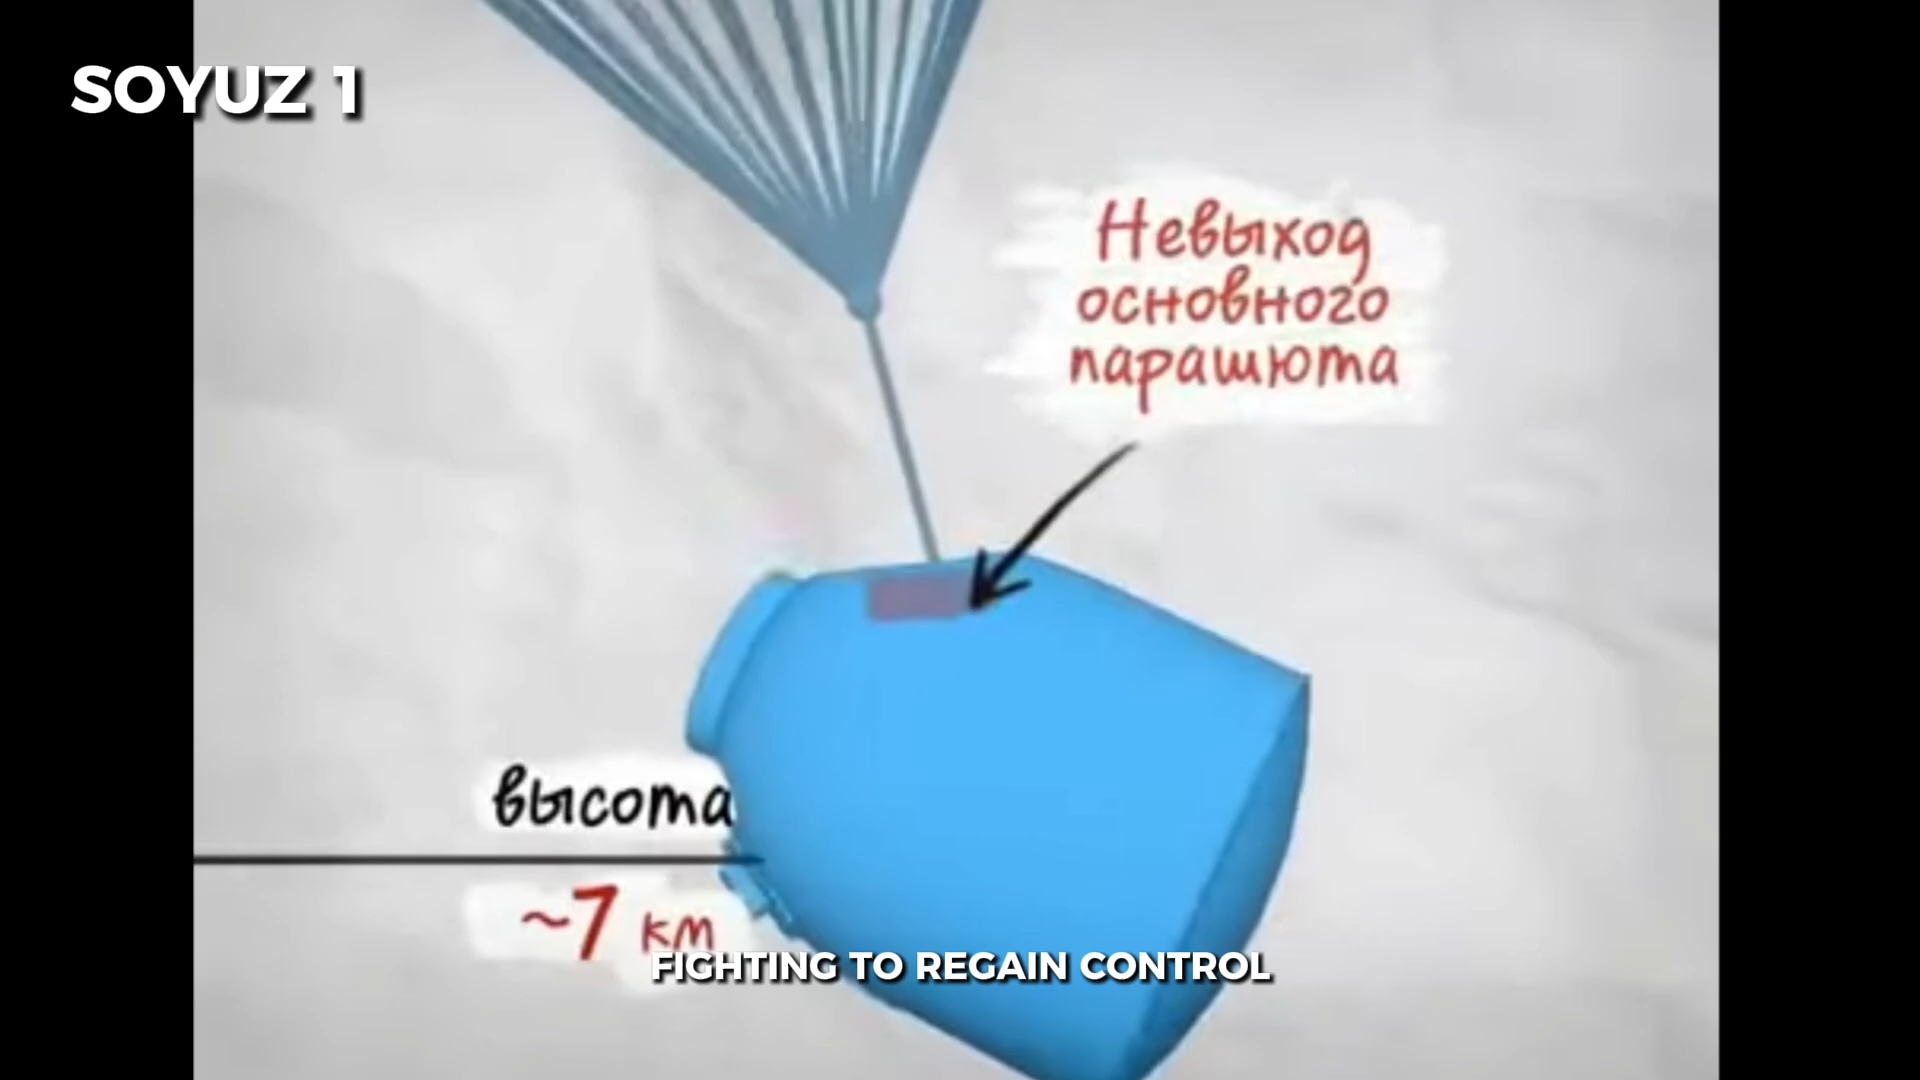 SOYUZ 1
Невыход
основного
парашюта
высота
~7 км
FIGHTING TO REGAIN CONTROL